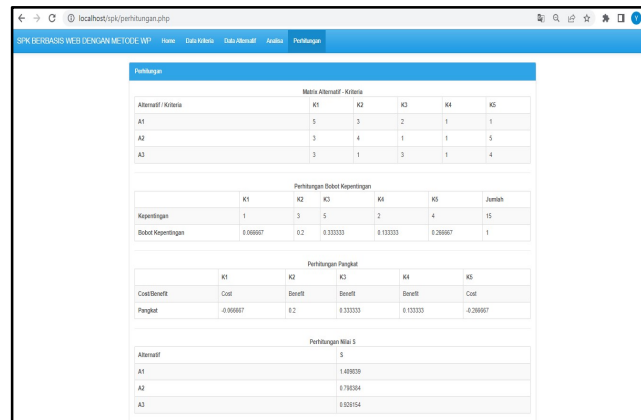 localhost/spk/perhitungan.php
Y
SPK BERBASIS WEB DENGAN METODE WP Home Data Kriteria Data Alternatif Analisa Perhitungan
Perhitungan
Matrix Alternatif - Kriteria
Alternatif / Kriteria K1 K2 K3 K4 K5
A1 5 3 2 1 1
A2 3 4 1 1 5
A3 3 1 3 1 4
Perhitungan Bobot Kepentingan
K1 K2 K3 K4 K5 Jumlah
Kepentingan 1 3 5 2 4 15
Bobot Kepentingan 0.066667 0.2 0.333333 0.133333 0.266667 1
Perhitungan Pangkat
K1 K2 K3 K4 K5
Cost/Benefit Cost Benefit Benefit Benefit Cost
Pangkat -0.066667 0.2 0.333333 0.133333 -0.266667
Perhitungan Nilai S
Alternatif S
A1 1.409839
A2 0.798384
A3 0.926154